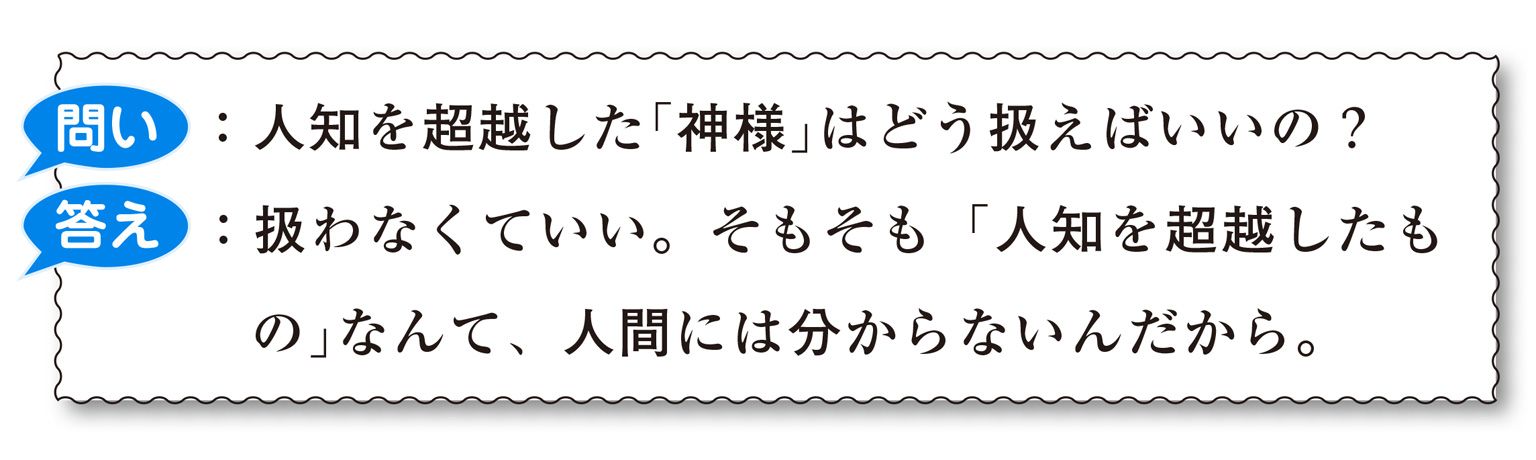 問い：人知を超越した「神様」はどう扱えばいいの？
答え：扱わなくていい。そもそも「人知を超越したも
の」なんて、人間には分からないんだから。